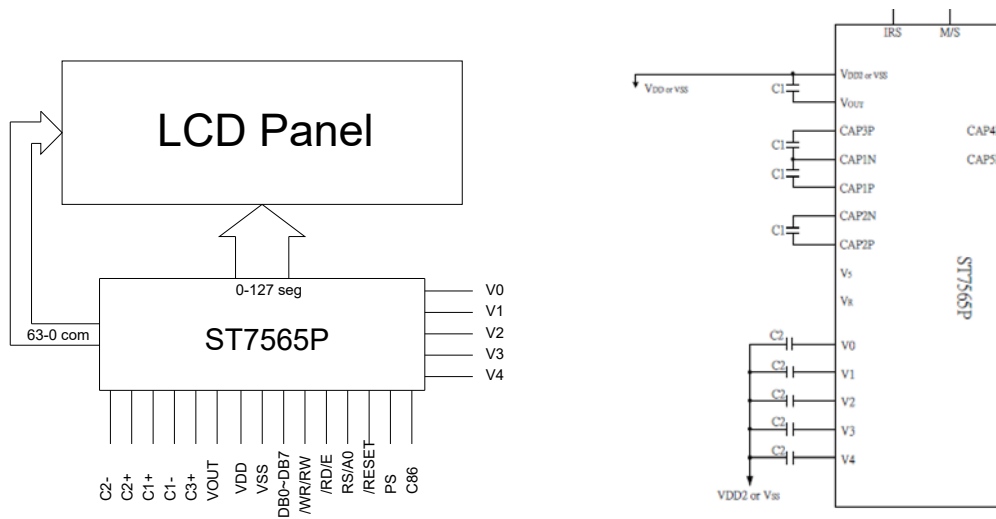 LCD Panel
0-127 seg
63-0 com
ST7565P
V0
V1
V2
V3
V4
C2-
C2+
C1+
C1-
C3+
VOUT
VDD
VSS
DB0~DB7
/WR/RW
/RD/E
RS/A0
/RESET
PS
C86
IRS
M/S
VDD or VSS
C1
VDD2 or VSS
VOUT
C1
CAP3P
CAP4
CAP1N
CAP5
C1
CAP1P
CAP2N
C1
CAP2P
V5
VR
ST7565P
C2
V0
C2
V1
C2
V2
C2
V3
C2
V4
VDD2 or Vss